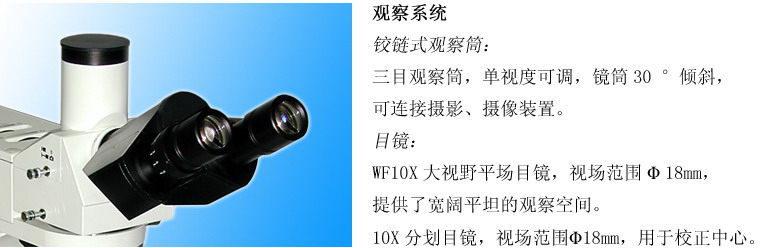 观察系统
铰链式观察筒：
三目观察筒，单视度可调，镜筒 30 °倾斜，
可连接摄影、摄像装置。
目镜：
WF10X 大视野平场目镜，视场范围 Φ 18mm，
提供了宽阔平坦的观察空间。
10X 分划目镜，视场范围Φ18mm，用于校正中心。